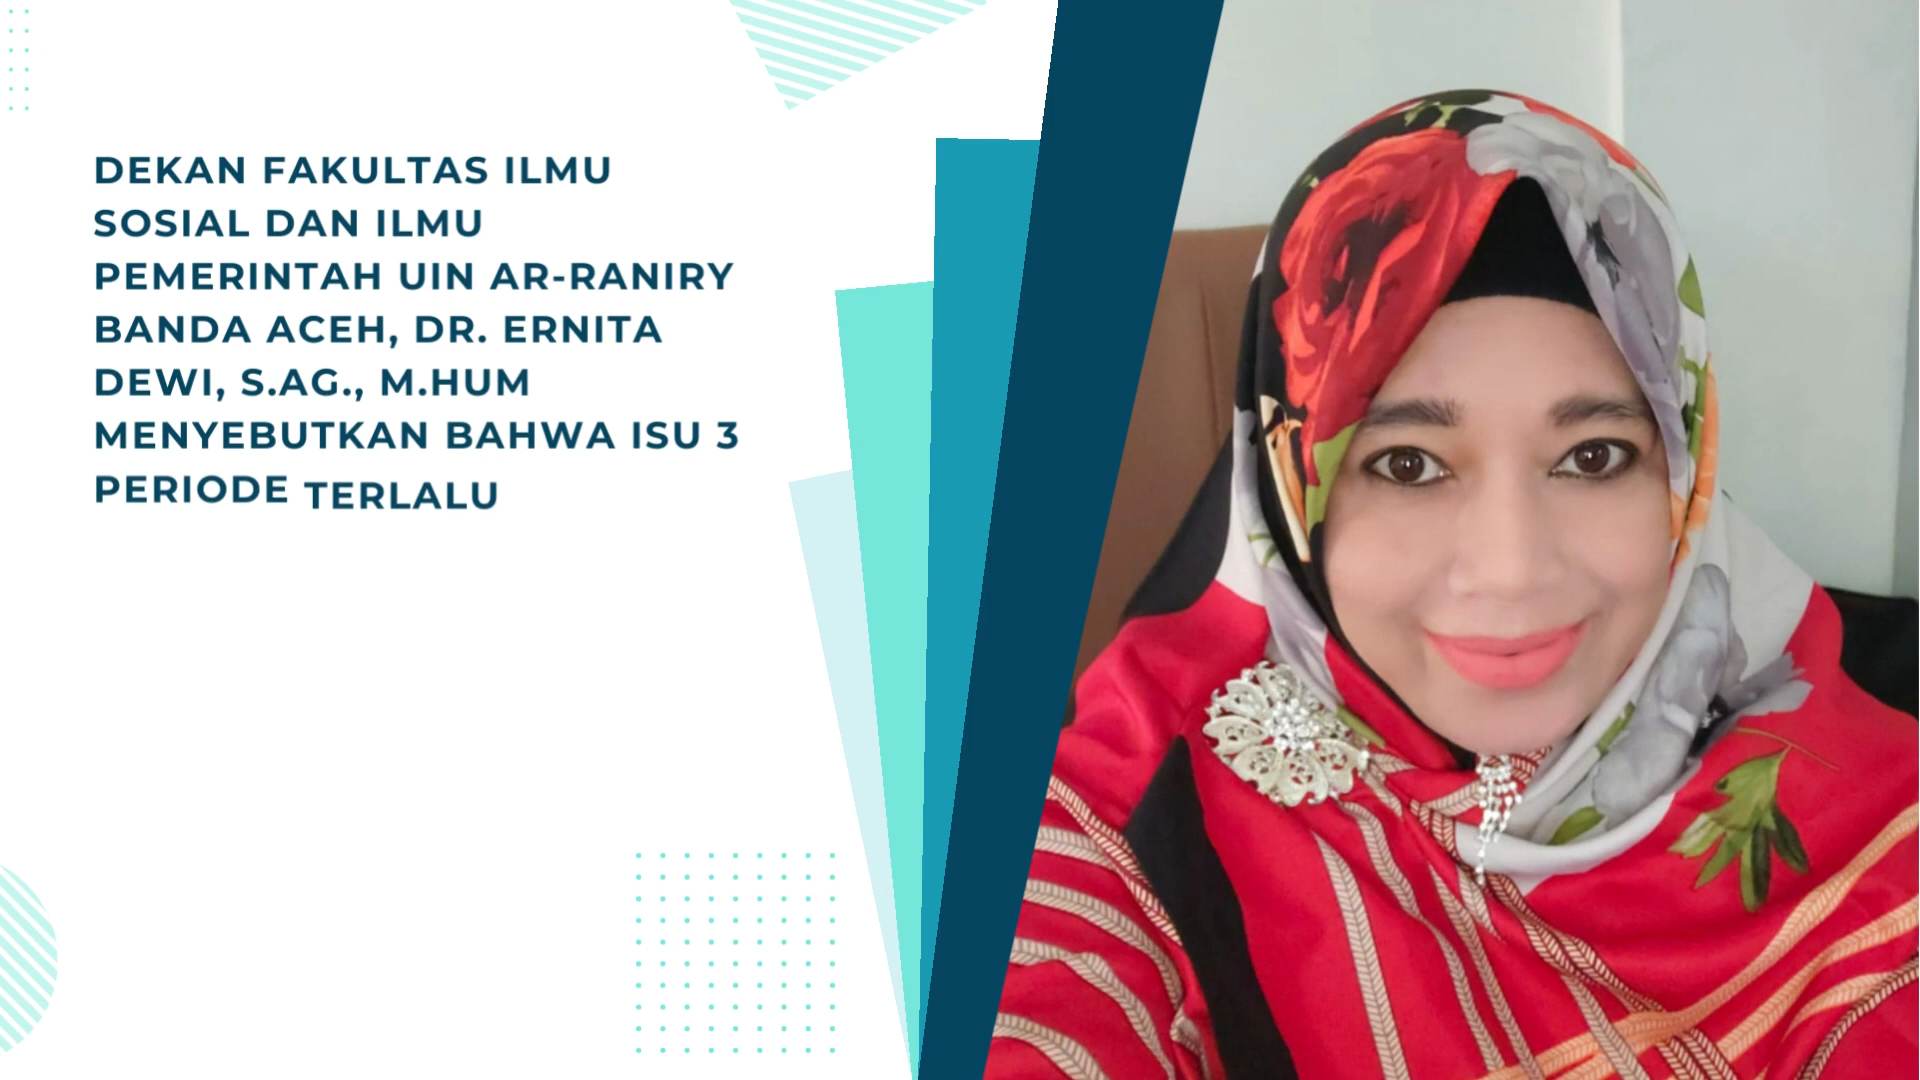 DEKAN FAKULTAS ILMU
SOSIAL DAN ILMU
PEMERINTAH UIN AR-RANIRY
BANDA ACEH, DR. ERNITA
DEWI, S.AG., M.HUM
MENYEBUTKAN BAHWA ISU 3
PERIODE TERLALU